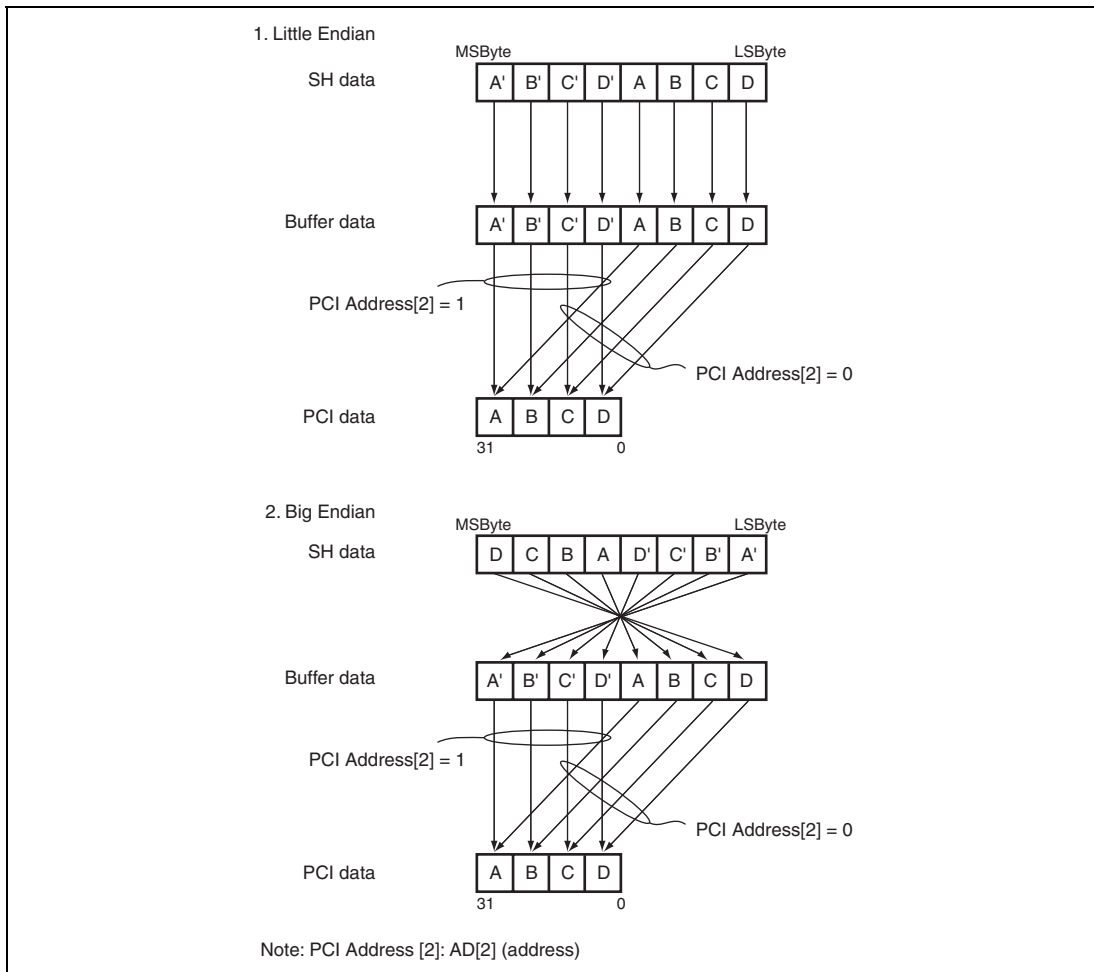 1. Little Endian
MSByte LSByte
SH data A' B' C' D' A B C D
Buffer data A' B' C' D' A B C D
PCI Address[2] = 1
PCI Address[2] = 0
PCI data A B C D
31 0
2. Big Endian
MSByte LSByte
SH data D C B A D' C' B' A'
Buffer data A' B' C' D' A B C D
PCI Address[2] = 1
PCI Address[2] = 0
PCI data A B C D
31 0
Note: PCI Address [2]: AD[2] (address)